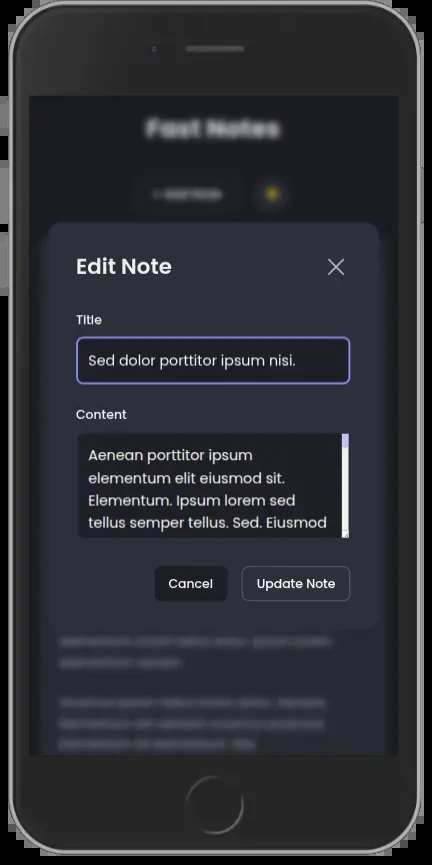 Fast Notes
+ Add Note
Edit Note
Title
Sed dolor porttitor ipsum nisi.
Content
Aenean porttitor ipsum
elementum elit eiusmod sit.
Elementum. Ipsum lorem sed
tellus semper tellus. Sed. Eiusmod
Cancel
Update Note